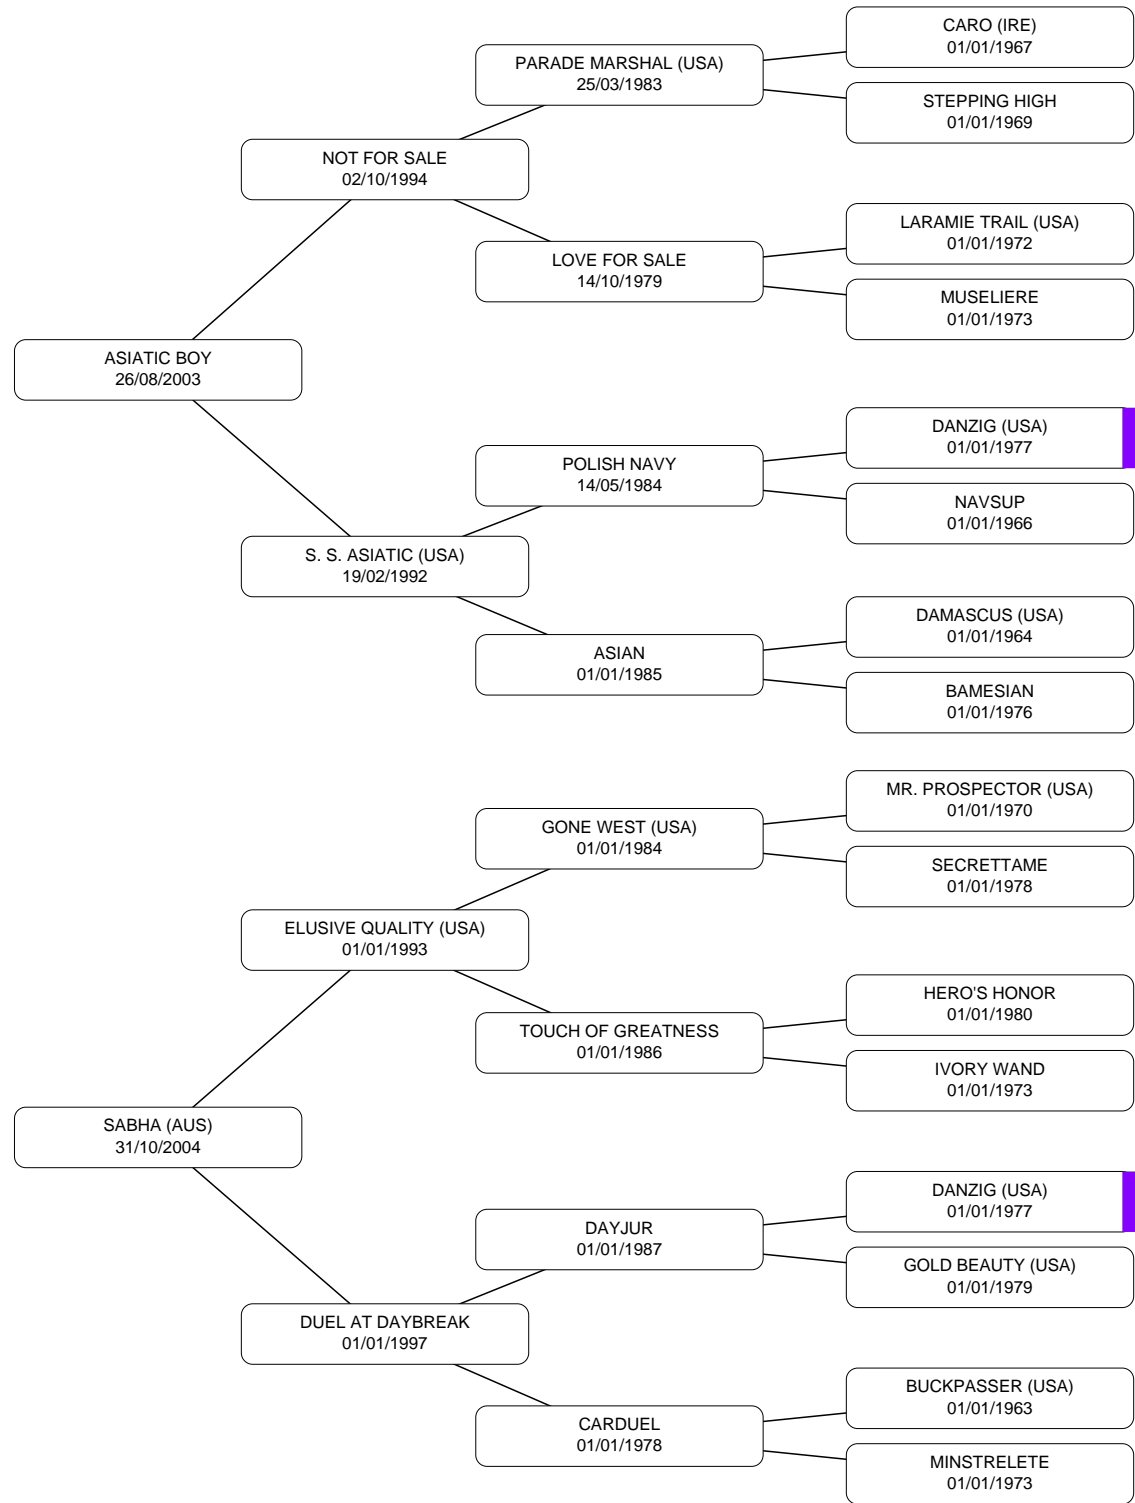 CARO (IRE)
01/01/1967
PARADE MARSHAL (USA)
25/03/1983
STEPPING HIGH
01/01/1969
NOT FOR SALE
02/10/1994
LARAMIE TRAIL (USA)
01/01/1972
LOVE FOR SALE
14/10/1979
MUSELIERE
01/01/1973
ASIATIC BOY
26/08/2003
DANZIG (USA)
01/01/1977
POLISH NAVY
14/05/1984
NAVSUP
01/01/1966
S. S. ASIATIC (USA)
19/02/1992
DAMASCUS (USA)
01/01/1964
ASIAN
01/01/1985
BAMESIAN
01/01/1976
MR. PROSPECTOR (USA)
01/01/1970
GONE WEST (USA)
01/01/1984
SECRETTAME
01/01/1978
ELUSIVE QUALITY (USA)
01/01/1993
HERO'S HONOR
01/01/1980
TOUCH OF GREATNESS
01/01/1986
IVORY WAND
01/01/1973
SABHA (AUS)
31/10/2004
DANZIG (USA)
01/01/1977
DAYJUR
01/01/1987
GOLD BEAUTY (USA)
01/01/1979
DUEL AT DAYBREAK
01/01/1997
BUCKPASSER (USA)
01/01/1963
CARDUEL
01/01/1978
MINSTRELETE
01/01/1973